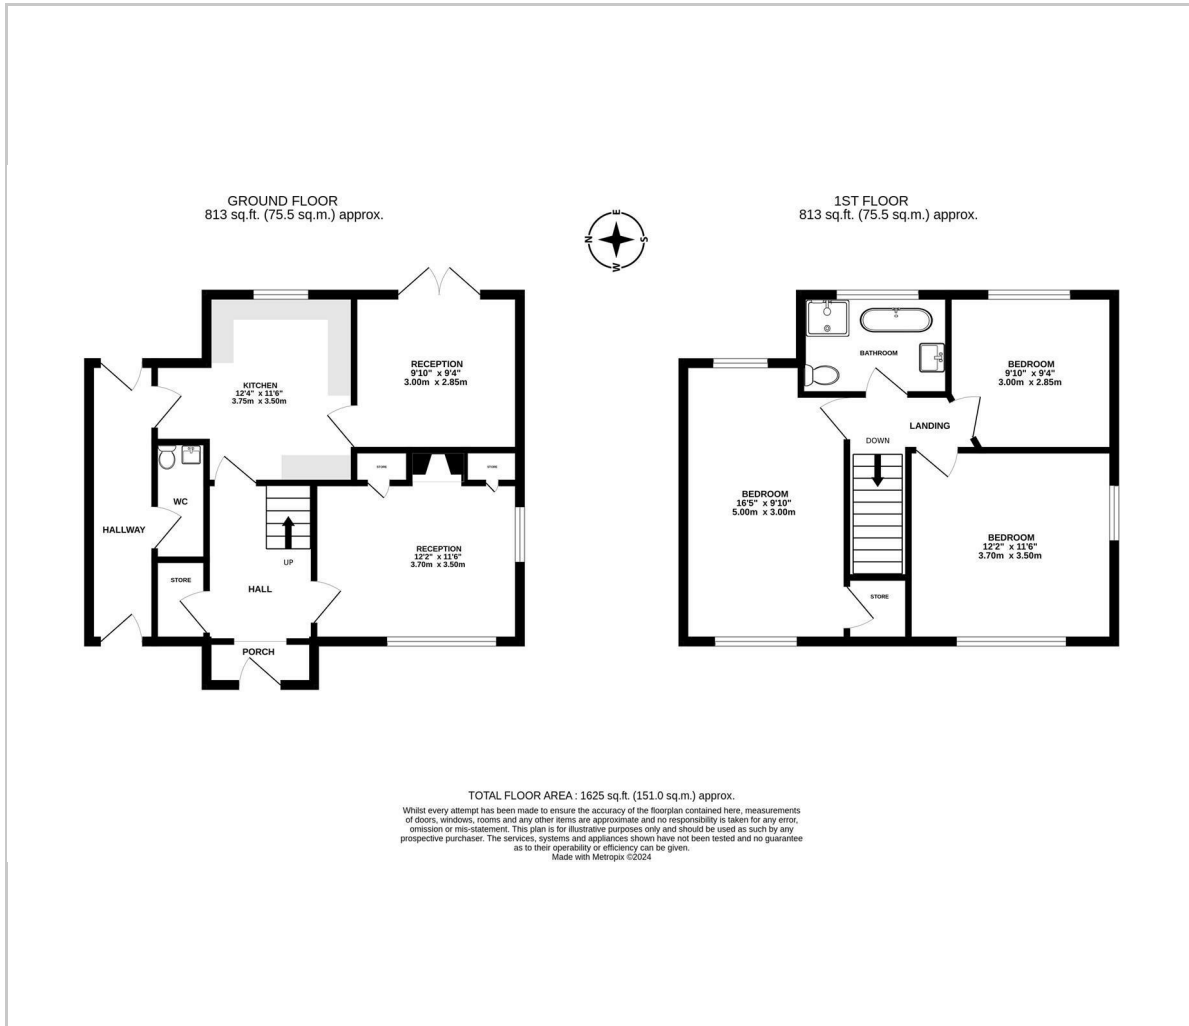 GROUND FLOOR
813 sq.ft. (75.5 sq.m.) approx.
1ST FLOOR
813 sq.ft. (75.5 sq.m.) approx.
E
N
S
W
KITCHEN
12'4" x 11'6"
3.75m x 3.50m
RECEPTION
9'10" x 9'4"
3.00m x 2.85m
STORE
STORE
WC
HALLWAY
STORE
UP
HALL
RECEPTION
12'2" x 11'6"
3.70m x 3.50m
PORCH
BATHROOM
BEDROOM
9'10" x 9'4"
3.00m x 2.85m
LANDING
DOWN
BEDROOM
16'5" x 9'10"
5.00m x 3.00m
BEDROOM
12'2" x 11'6"
3.70m x 3.50m
STORE
TOTAL FLOOR AREA : 1625 sq.ft. (151.0 sq.m.) approx.
Whilst every attempt has been made to ensure the accuracy of the floorplan contained here, measurements
of doors, windows, rooms and any other items are approximate and no responsibility is taken for any error,
omission or mis-statement. This plan is for illustrative purposes only and should be used as such by any
prospective purchaser. The services, systems and appliances shown have not been tested and no guarantee
as to their operability or efficiency can be given.
Made with Metropix ©2024